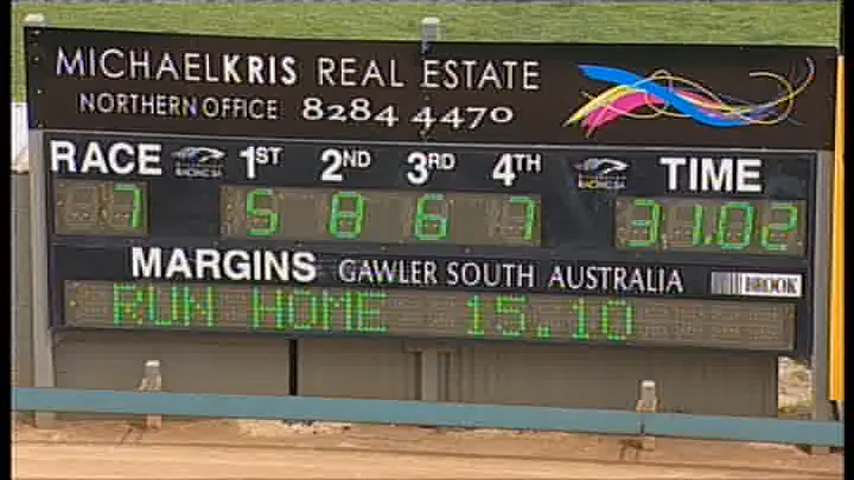 MICHAELKRIS REAL ESTATE
NORTHERN OFFICE 8284 4470
RACE 1ST 2ND 3RD 4TH TIME
7 5 8 6 7 31.02
MARGINS GAWLER SOUTH AUSTRALIA BROOK
RUN HOME 15.10